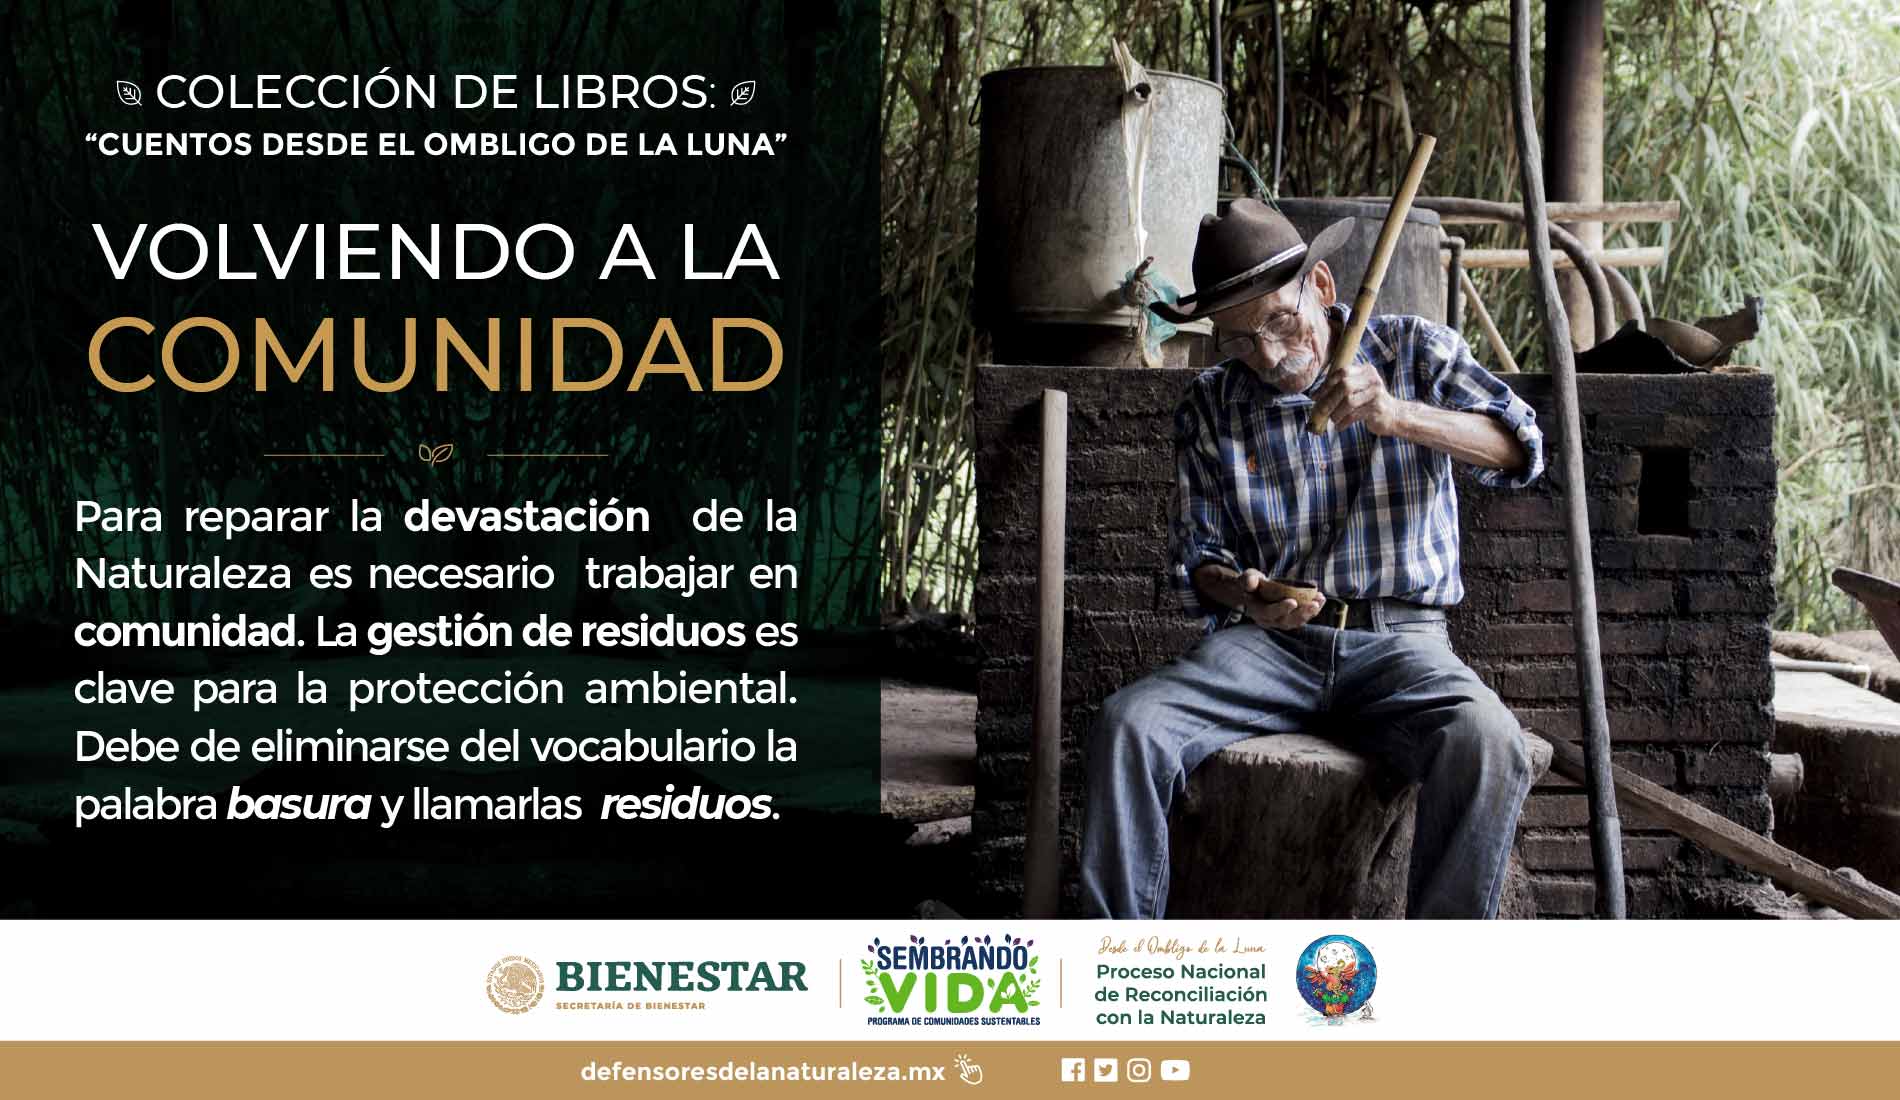 COLECCIÓN DE LIBROS:
“CUENTOS DESDE EL OMBLIGO DE LA LUNA”
VOLVIENDO A LA
COMUNIDAD
Para reparar la devastación de la
Naturaleza es necesario trabajar en
comunidad. La gestión de residuos es
clave para la protección ambiental.
Debe de eliminarse del vocabulario la
palabra basura y llamarlas residuos.
ESTADOS UNIDOS MEXICANOS
BIENESTAR
SECRETARÍA DE BIENESTAR
SEMBRANDO
VIDA
PROGRAMA DE COMUNIDADES SUSTENTABLES
Desde el Ombligo de la Luna
Proceso Nacional
de Reconciliación
con la Naturaleza
defensoresdelanaturaleza.mx